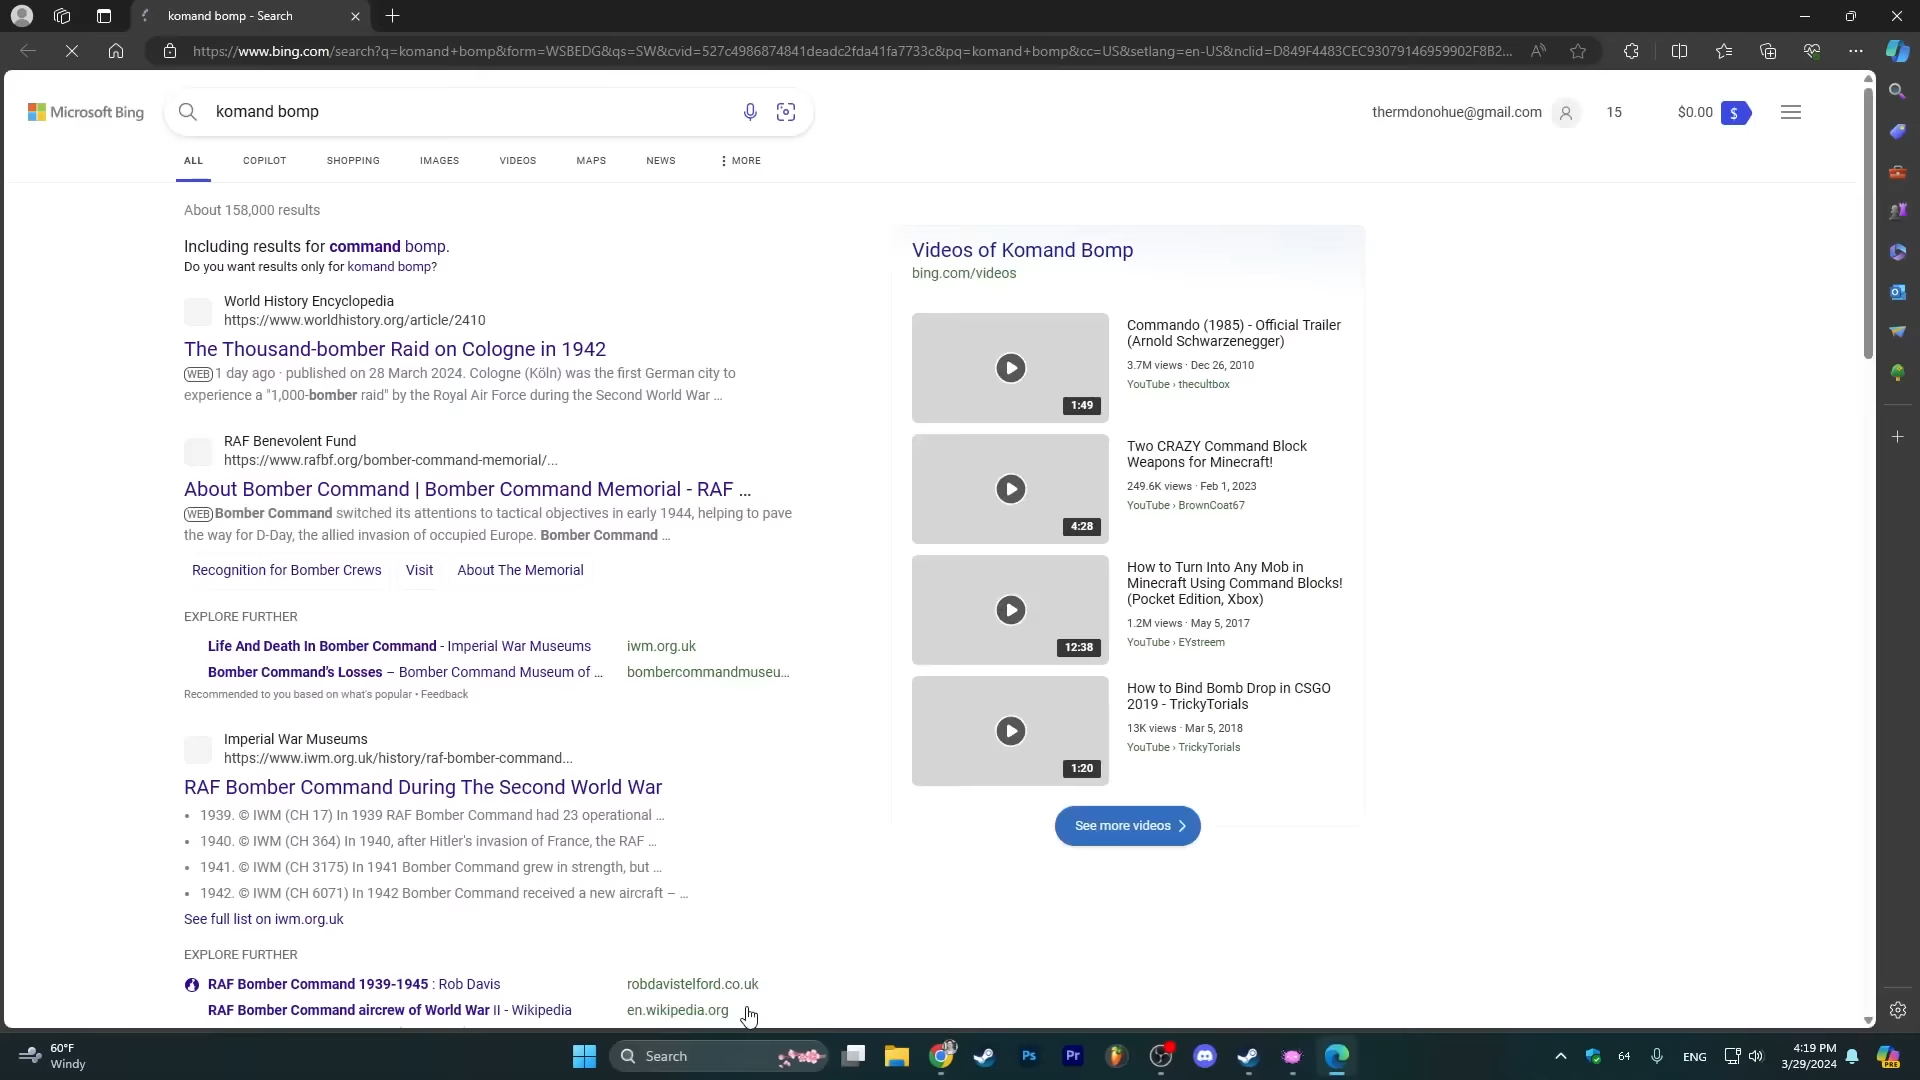 komand bomp - Search
https://www.bing.com/search?q=komand+bomp&form=WSBEDG&qs=SW&cvid=527c4986874841deadc2fda41fa7733c&pq=komand+bomp&cc=US&setlang=en-US&nclid=D849F4483CEC93079146959902F8B2...
Microsoft Bing
komand bomp
thermdonohue@gmail.com
15
$0.00
$
ALL
COPILOT
SHOPPING
IMAGES
VIDEOS
MAPS
NEWS
MORE
About 158,000 results
Including results for command bomp.
Do you want results only for komand bomp?
World History Encyclopedia
https://www.worldhistory.org/article/2410
The Thousand-bomber Raid on Cologne in 1942
WEB 1 day ago · published on 28 March 2024. Cologne (Köln) was the first German city to
experience a "1,000-bomber raid" by the Royal Air Force during the Second World War ...
RAF Benevolent Fund
https://www.rafbf.org/bomber-command-memorial/...
About Bomber Command | Bomber Command Memorial - RAF ...
WEB Bomber Command switched its attentions to tactical objectives in early 1944, helping to pave
the way for D-Day, the allied invasion of occupied Europe. Bomber Command ...
Recognition for Bomber Crews
Visit
About The Memorial
EXPLORE FURTHER
Life And Death In Bomber Command - Imperial War Museums
iwm.org.uk
Bomber Command's Losses – Bomber Command Museum of ...
bombercommandmuseu...
Recommended to you based on what's popular • Feedback
Imperial War Museums
https://www.iwm.org.uk/history/raf-bomber-command...
RAF Bomber Command During The Second World War
• 1939. © IWM (CH 17) In 1939 RAF Bomber Command had 23 operational ...
• 1940. © IWM (CH 364) In 1940, after Hitler's invasion of France, the RAF ...
• 1941. © IWM (CH 3175) In 1941 Bomber Command grew in strength, but ...
• 1942. © IWM (CH 6071) In 1942 Bomber Command received a new aircraft – ...
See full list on iwm.org.uk
EXPLORE FURTHER
RAF Bomber Command 1939-1945 : Rob Davis
robdavistelford.co.uk
RAF Bomber Command aircrew of World War II - Wikipedia
en.wikipedia.org
Videos of Komand Bomp
bing.com/videos
1:49
Commando (1985) - Official Trailer
(Arnold Schwarzenegger)
3.7M views · Dec 26, 2010
YouTube › thecultbox
4:28
Two CRAZY Command Block
Weapons for Minecraft!
249.6K views · Feb 1, 2023
YouTube › BrownCoat67
12:38
How to Turn Into Any Mob in
Minecraft Using Command Blocks!
(Pocket Edition, Xbox)
1.2M views · May 5, 2017
YouTube › EYstreem
1:20
How to Bind Bomb Drop in CSGO
2019 - TrickyTorials
13K views · Mar 5, 2018
YouTube › TrickyTorials
See more videos
60°F
Windy
Search
Ps
Pr
64
ENG
4:19 PM
3/29/2024
PRE